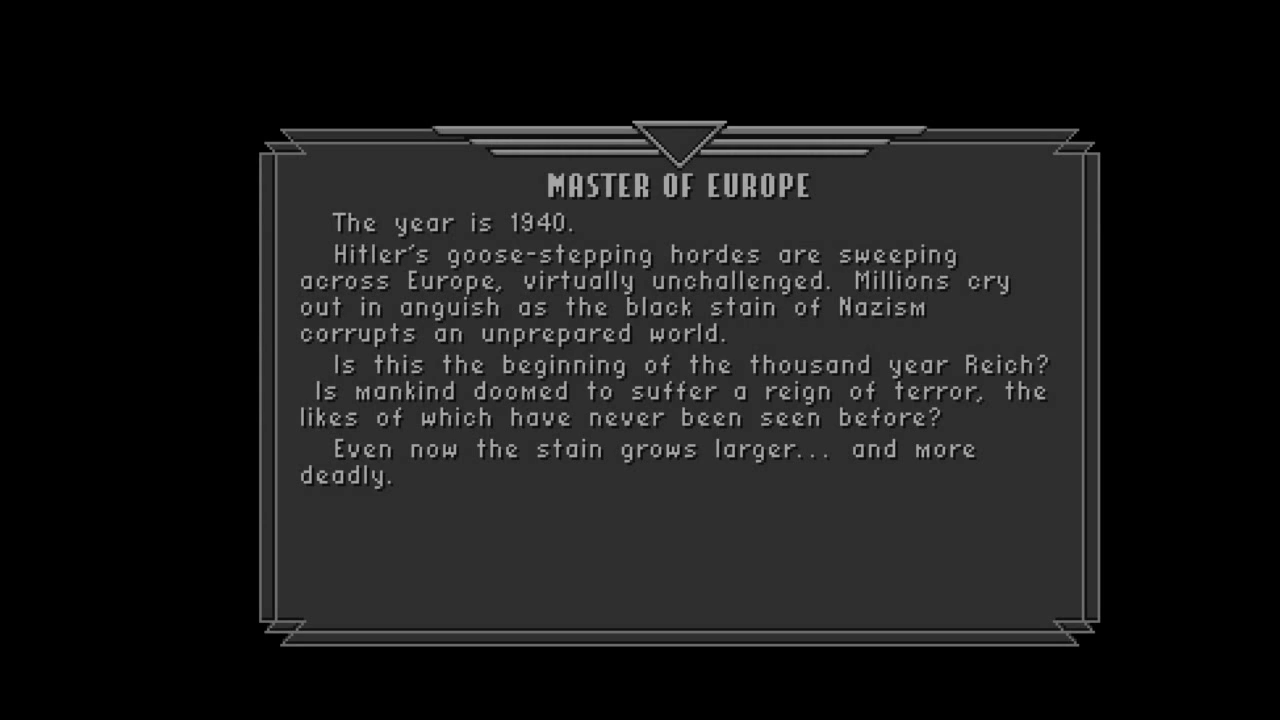 MASTER OF EUROPE
The year is 1940.
Hitler's goose-stepping hordes are sweeping
across Europe, virtually unchallenged. Millions cry
out in anguish as the black stain of Nazism
corrupts an unprepared world.
Is this the beginning of the thousand year Reich?
Is mankind doomed to suffer a reign of terror, the
likes of which have never been seen before?
Even now the stain grows larger... and more
deadly.